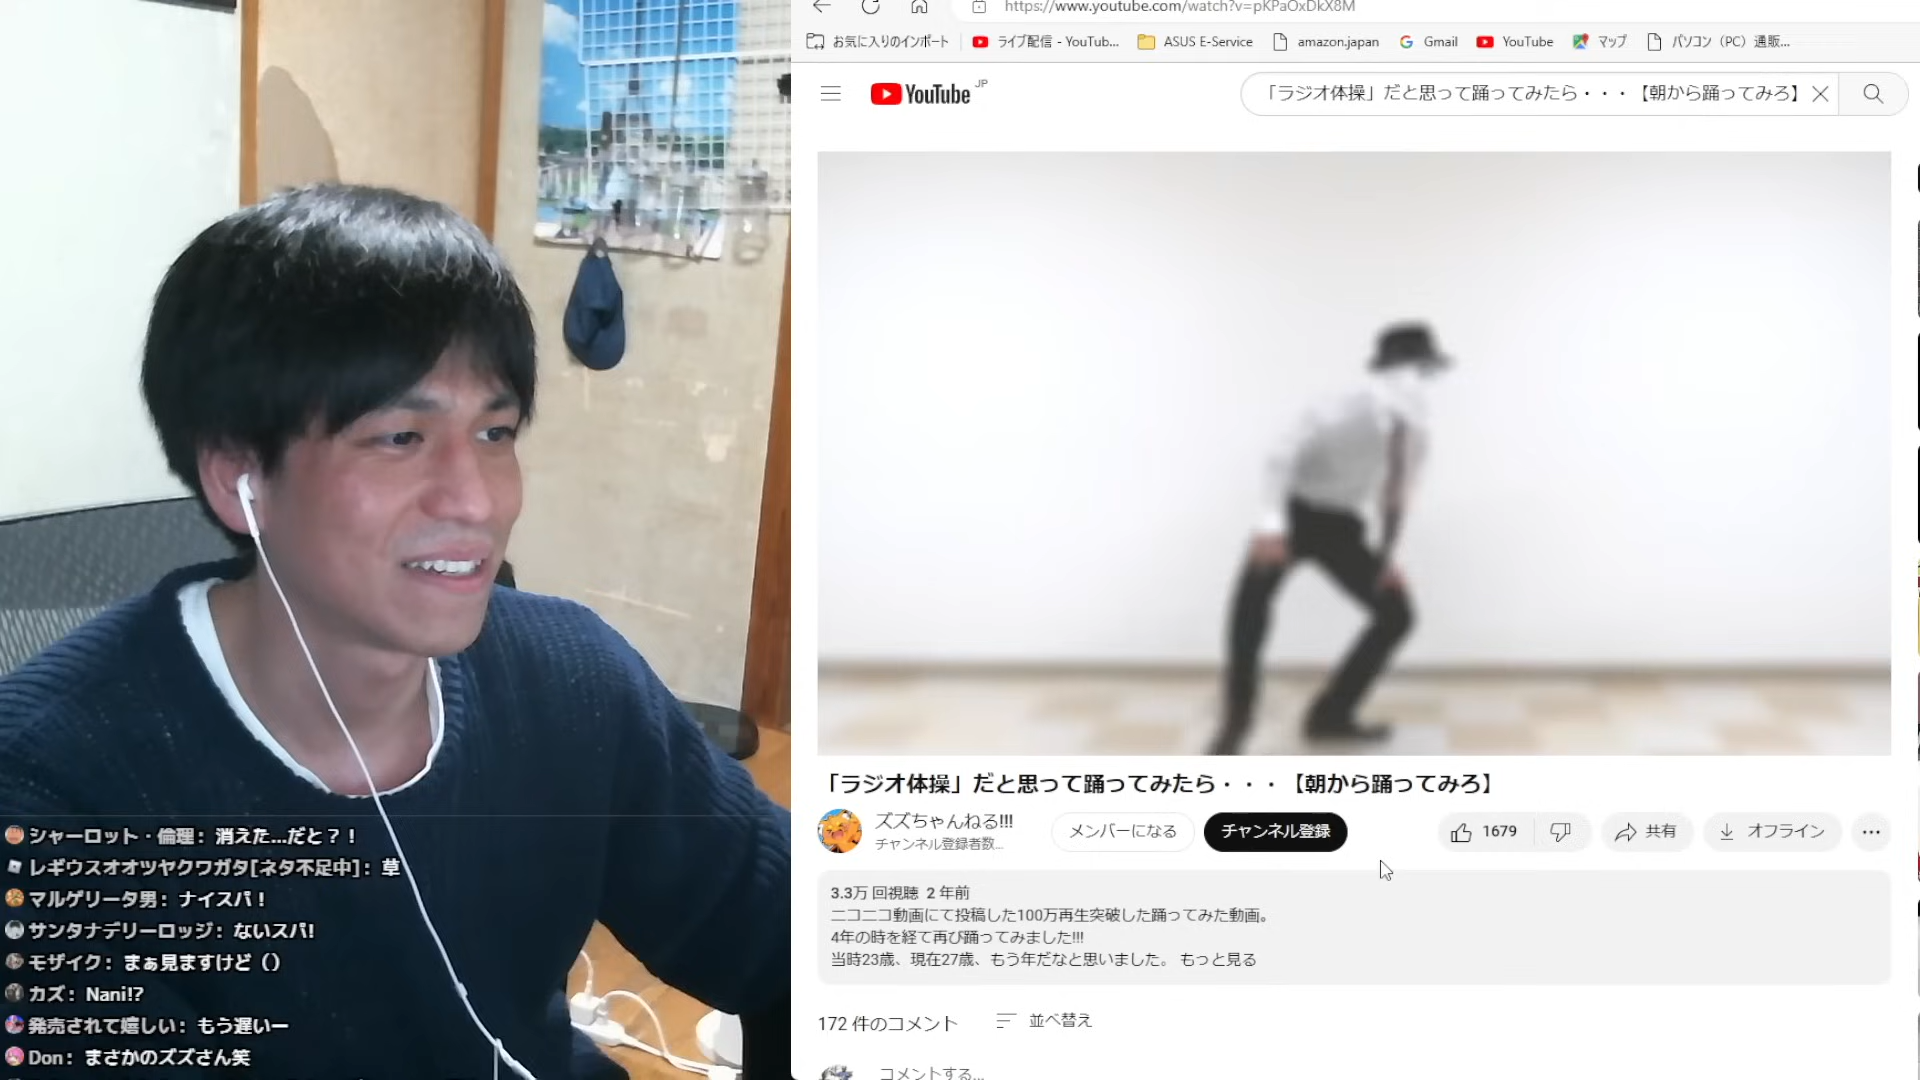 https://www.youtube.com/watch?v=pKPaOxDkX8M
お気に入りのインポート
ライブ配信 - YouTub...
ASUS E-Service
amazon.japan
Gmail
YouTube
マップ
パソコン（PC）通販...
YouTube JP
「ラジオ体操」だと思って踊ってみたら・・・【朝から踊ってみろ】
「ラジオ体操」だと思って踊ってみたら・・・【朝から踊ってみろ】
ズズちゃんねる!!!
チャンネル登録者数...
メンバーになる
チャンネル登録
1679
共有
オフライン
3.3万 回視聴 2 年前
ニコニコ動画にて投稿した100万再生突破した踊ってみた動画。
4年の時を経て再び踊ってみました!!!
当時23歳、現在27歳、もう年だなと思いました。 もっと見る
172 件のコメント
並べ替え
コメントする...
シャーロット・倫理： 消えた...だと？！
レギウスオオツヤクワガタ[ネタ不足中]： 草
マルゲリータ男： ナイスパ！
サンタナデリーロッジ： ないスパ!
モザイク： まぁ見ますけど（）
カズ： Nani!?
発売されて嬉しい： もう遅いー
Don： まさかのズズさん笑